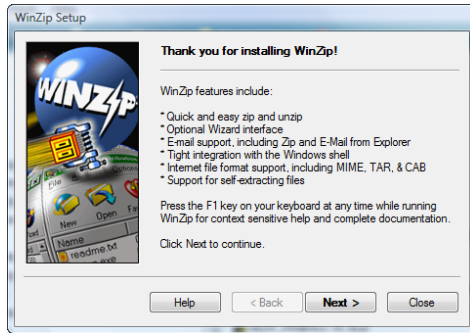 WinZip Setup
Thank you for installing WinZip!
WinZip features include:
* Quick and easy zip and unzip
* Optional Wizard interface
* E-mail support, including Zip and E-Mail from Explorer
* Tight integration with the Windows shell
* Internet file format support, including MIME, TAR, & CAB
* Support for self-extracting files
Press the F1 key on your keyboard at any time while running
WinZip for context sensitive help and complete documentation.
Click Next to continue.
WINZIP
File
Options
New
Open
Name
readme.txt
Help
< Back
Next >
Close